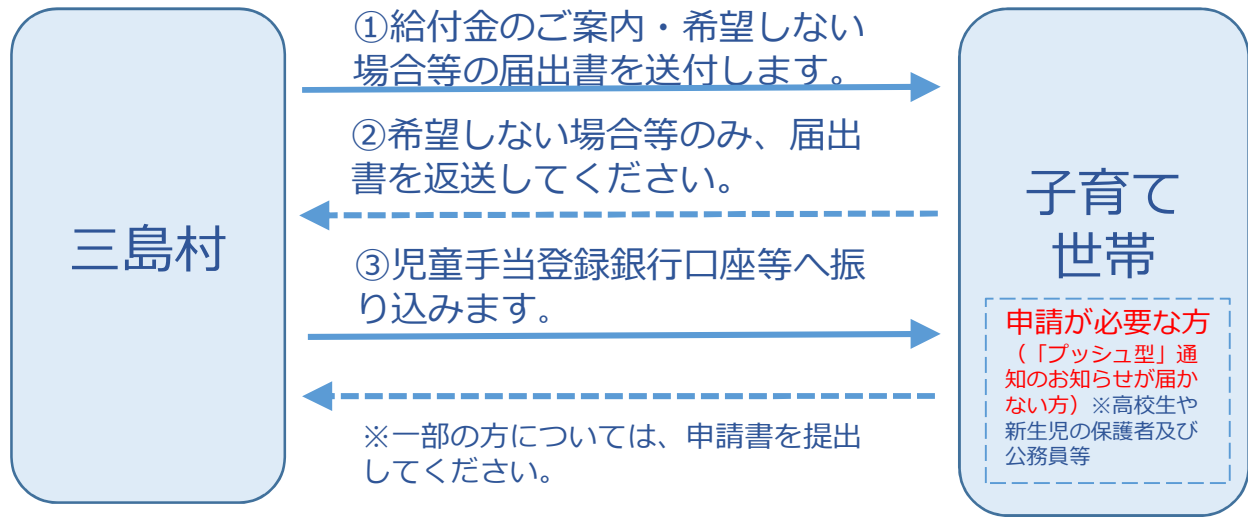 三島村
①給付金のご案内・希望しない
場合等の届出書を送付します。
②希望しない場合等のみ、届出
書を返送してください。
③児童手当登録銀行口座等へ振
り込みます。
※一部の方については、申請書を提出
してください。
子育て
世帯
申請が必要な方
（「プッシュ型」通
知のお知らせが届か
ない方）※高校生や
新生児の保護者及び
公務員等